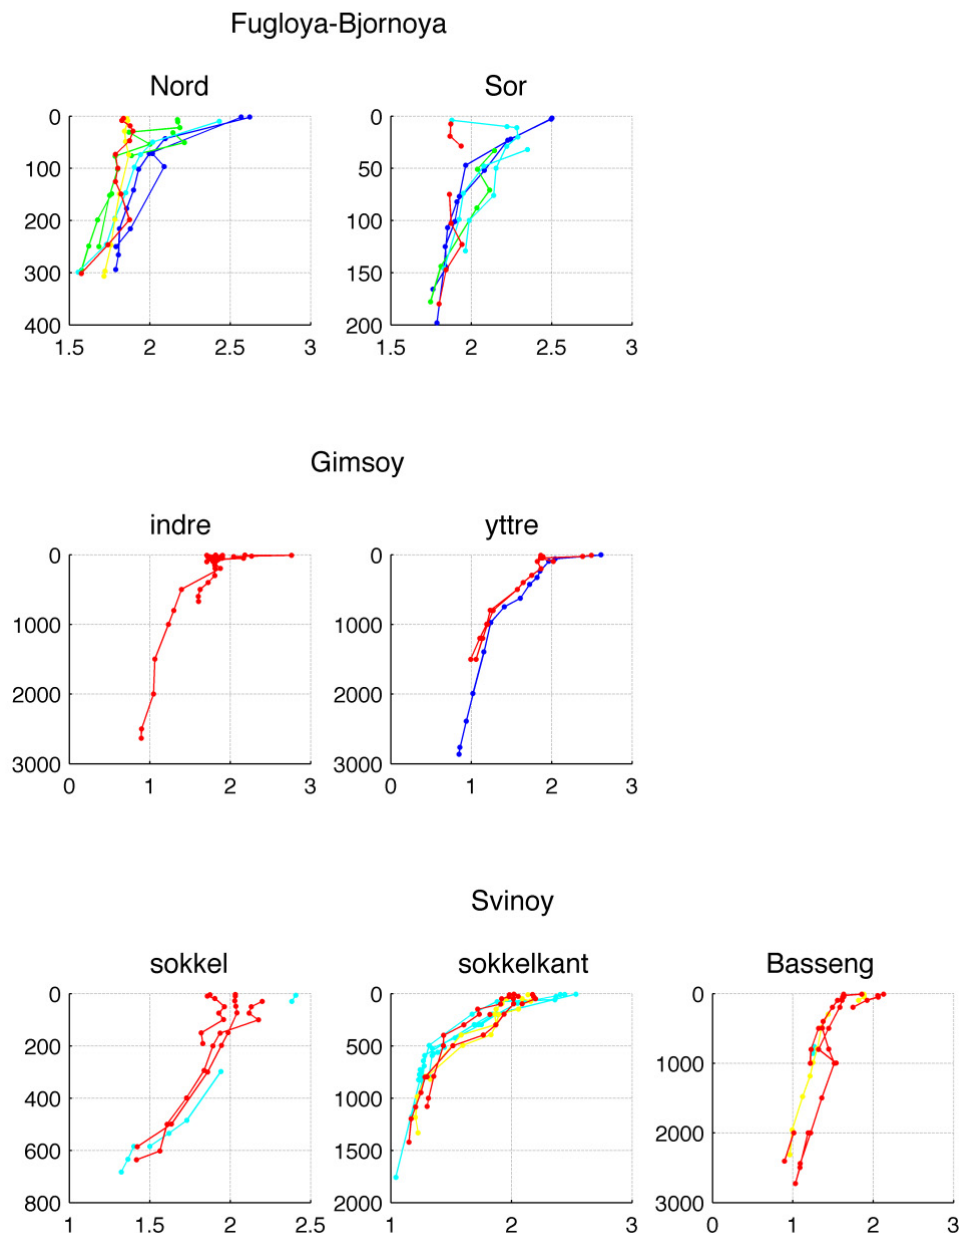 Fugloya-Bjornoya
Nord Sor
0 0
100 50
200 100
300 150
400 200
1.5 2 2.5 3 1.5 2 2.5 3
Gimsoy
indre yttre
0 0
1000 1000
2000 2000
3000 3000
0 1 2 3 0 1 2 3
Svinoy
sokkel sokkelkant Basseng
0 0 0
200 500 1000
400 1000 2000
600 1500 3000
800 2000
1 1.5 2 2.5 1 2 3 0 1 2 3